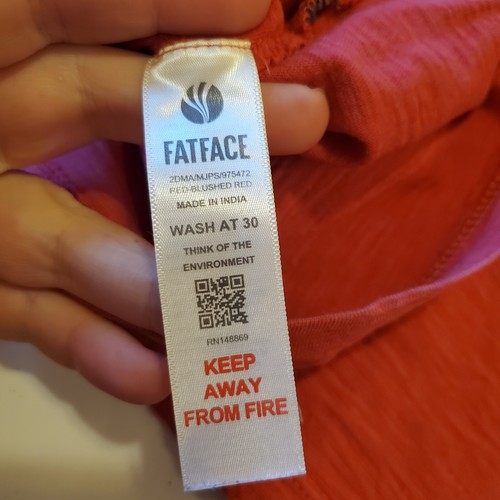 FATFACE
2DMA/MJPS/975472
RED-BLUSHED RED
MADE IN INDIA
WASH AT 30
THINK OF THE
ENVIRONMENT
RN148869
KEEP
AWAY
FROM FIRE